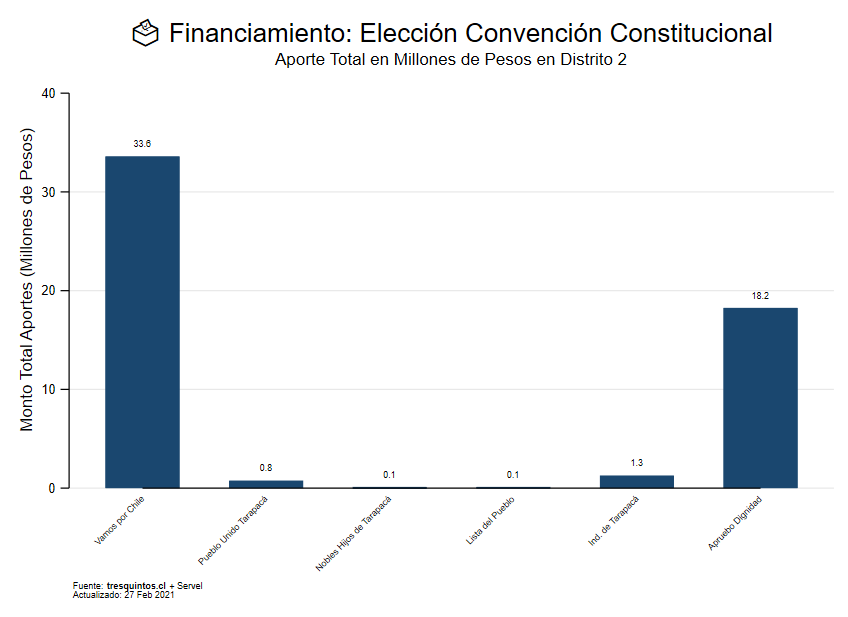 Financiamiento: Elección Convención Constitucional
Aporte Total en Millones de Pesos en Distrito 2
Monto Total Aportes (Millones de Pesos)
40
30
20
10
0
33.6
0.8
0.1
0.1
1.3
18.2
Vamos por Chile
Pueblo Unido Tarapacá
Nobles Hijos de Tarapacá
Lista del Pueblo
Ind. de Tarapacá
Apruebo Dignidad
Fuente: tresquintos.cl + Servel
Actualizado: 27 Feb 2021